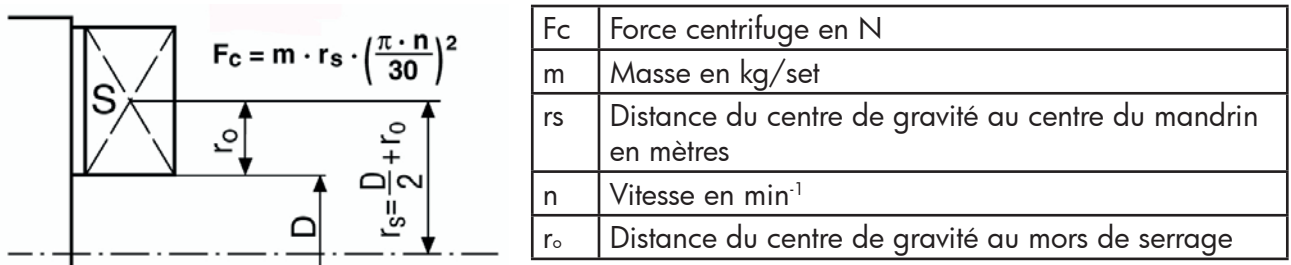 Fc = m · rs · (π · n / 30)²
S
ro
rs = D/2 + ro
D
Fc Force centrifuge en N
m Masse en kg/set
rs Distance du centre de gravité au centre du mandrin
en mètres
n Vitesse en min⁻¹
ro Distance du centre de gravité au mors de serrage